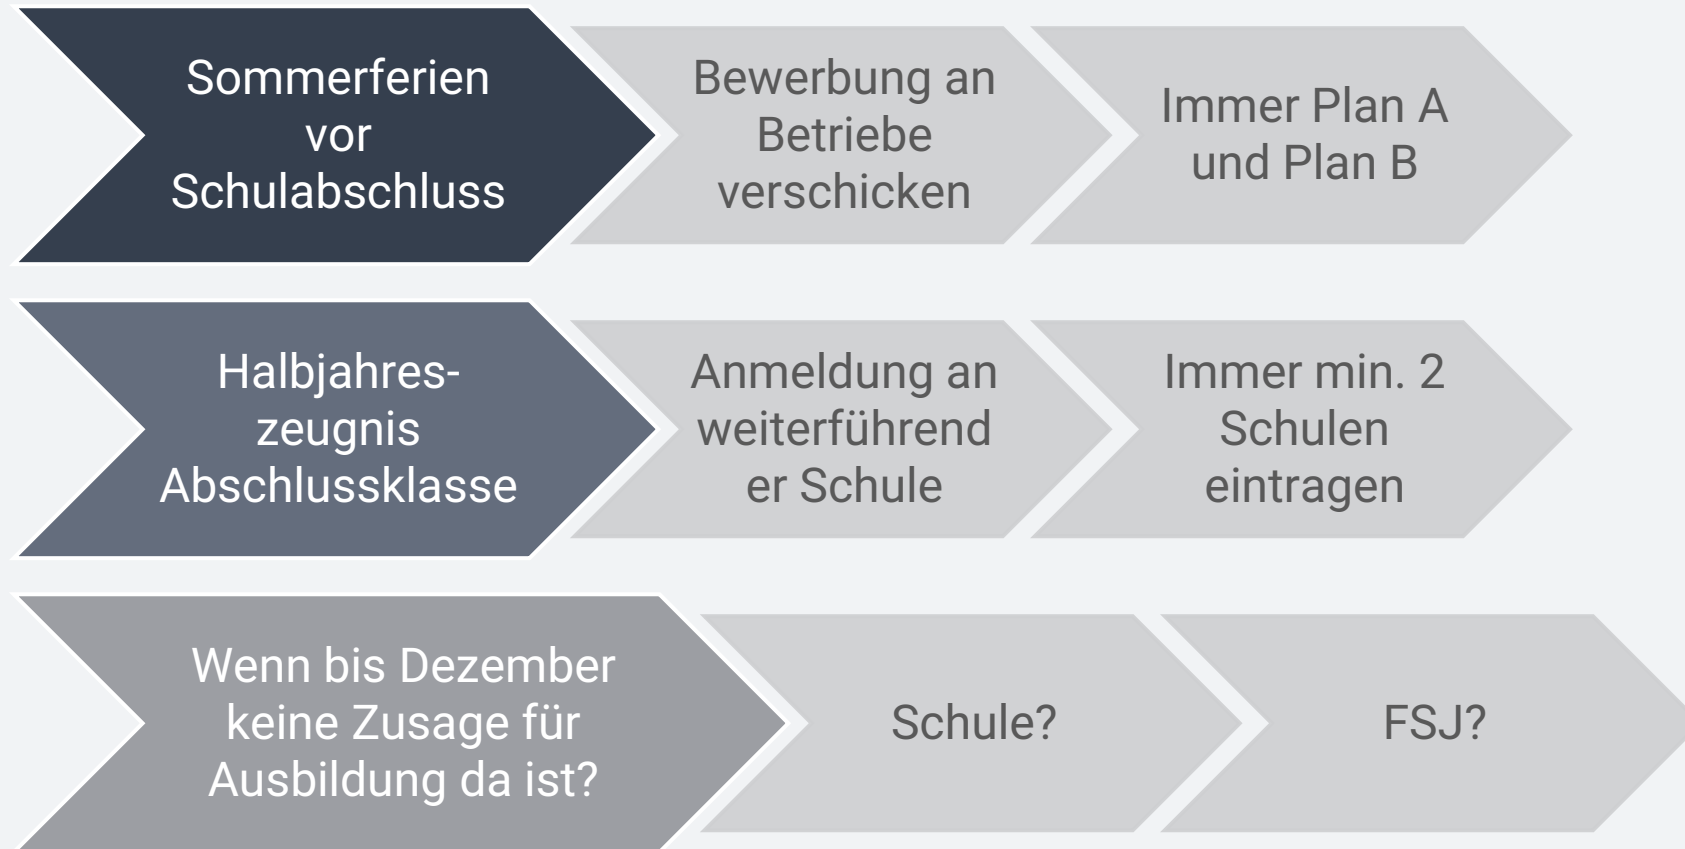 Sommerferien
vor
Schulabschluss
Bewerbung an
Betriebe
verschicken
Immer Plan A
und Plan B
Halbjahres-
zeugnis
Abschlussklasse
Anmeldung an
weiterführend
er Schule
Immer min. 2
Schulen
eintragen
Wenn bis Dezember
keine Zusage für
Ausbildung da ist?
Schule?
FSJ?